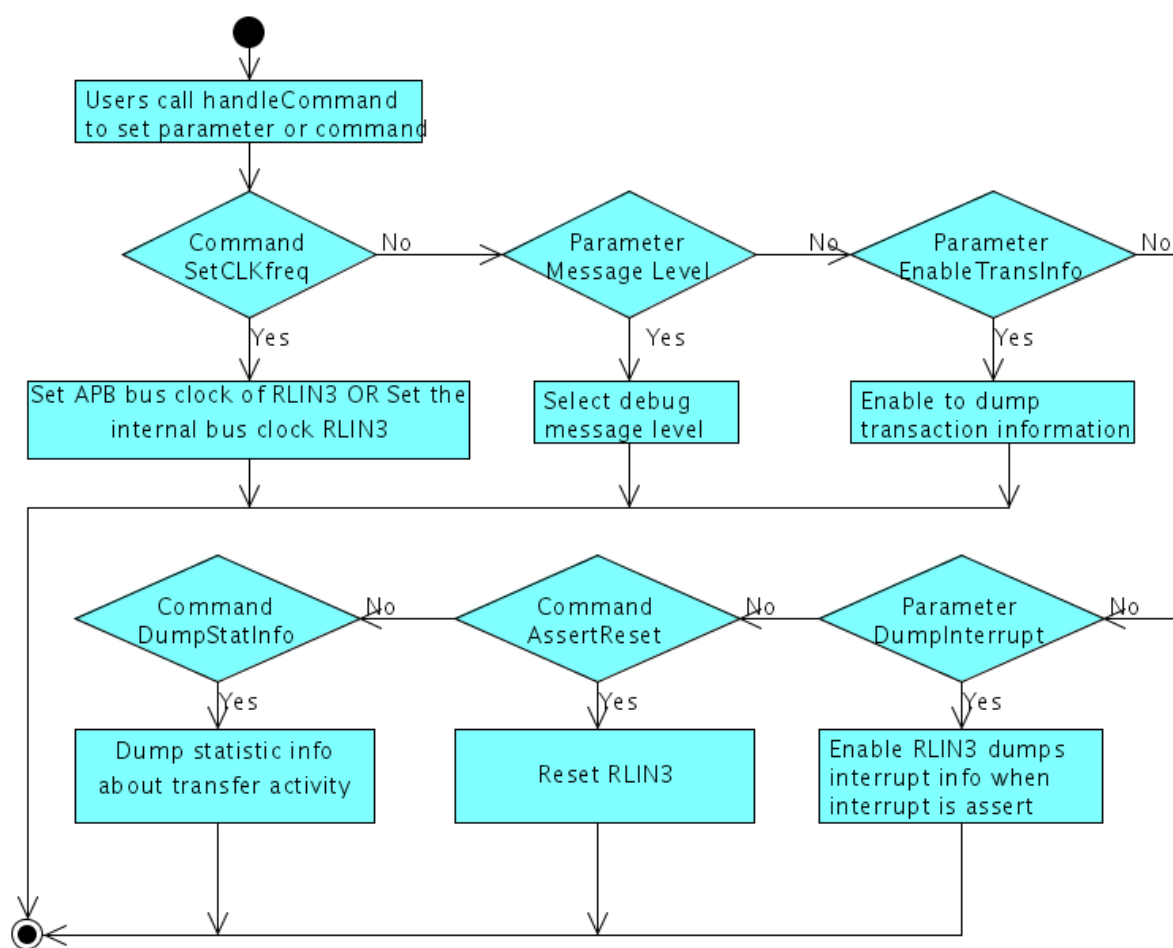 Users call handleCommand
to set parameter or command
Command
SetCLKfreq
No
Parameter
Message Level
No
Parameter
EnableTransInfo
No
Yes
Yes
Yes
Set APB bus clock of RLIN3 OR Set the
internal bus clock RLIN3
Select debug
message level
Enable to dump
transaction information
Command
DumpStatInfo
No
Command
AssertReset
No
Parameter
DumpInterrupt
No
Yes
Yes
Yes
Dump statistic info
about transfer activity
Reset RLIN3
Enable RLIN3 dumps
interrupt info when
interrupt is assert